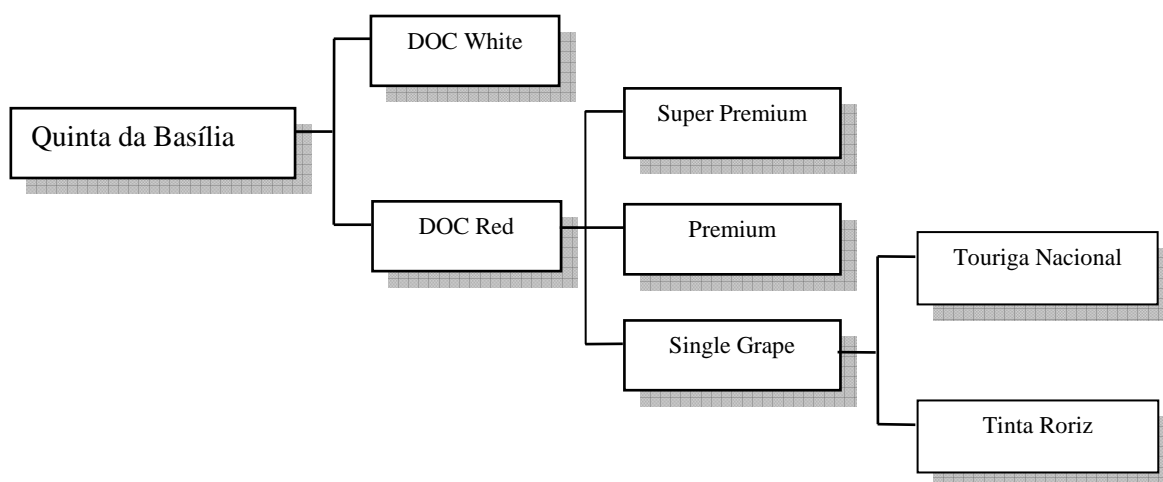 DOC White
Quinta da Basília
Super Premium
DOC Red
Premium
Touriga Nacional
Single Grape
Tinta Roriz